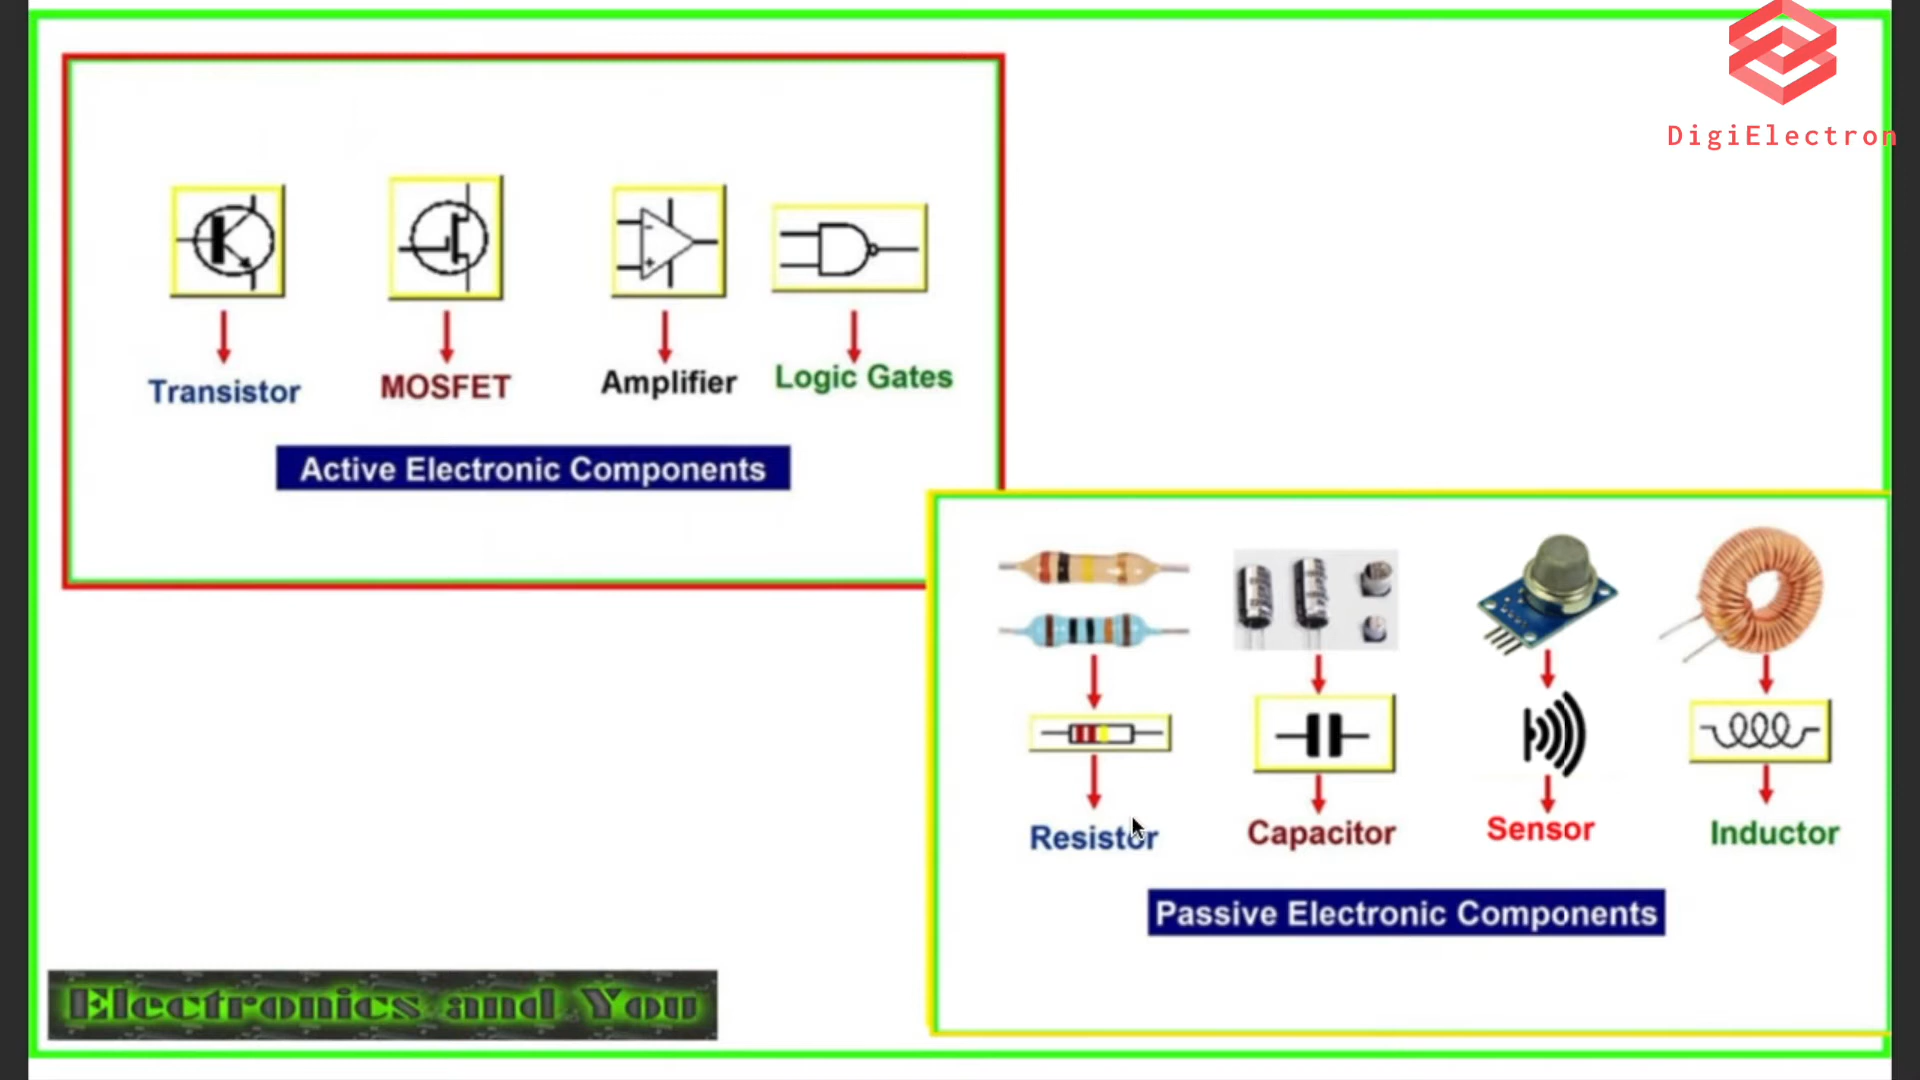 DigiElectron
Transistor
MOSFET
Amplifier
Logic Gates
Active Electronic Components
Resistor
Capacitor
Sensor
Inductor
Passive Electronic Components
Electronics and You